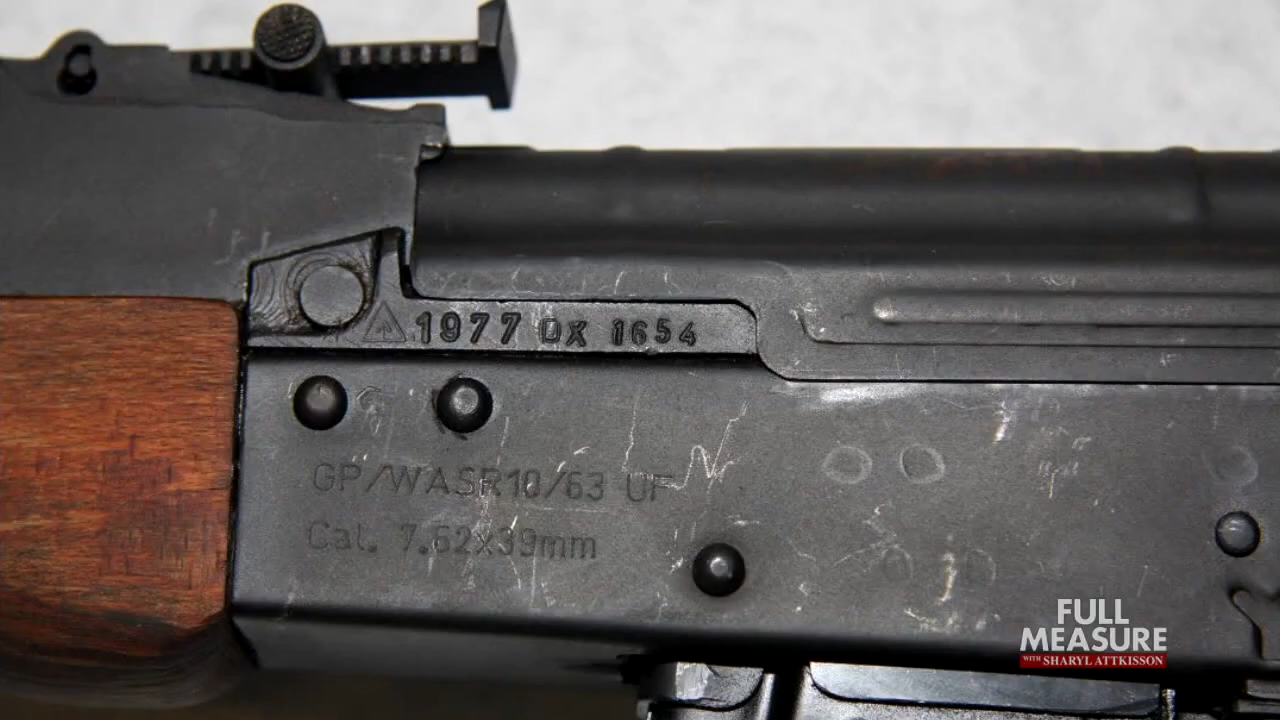 1977 DX 1654
GP/WASR10/63 UF
Cal. 7.62x39mm
FULL
MEASURE
WITH SHARYL ATTKISSON